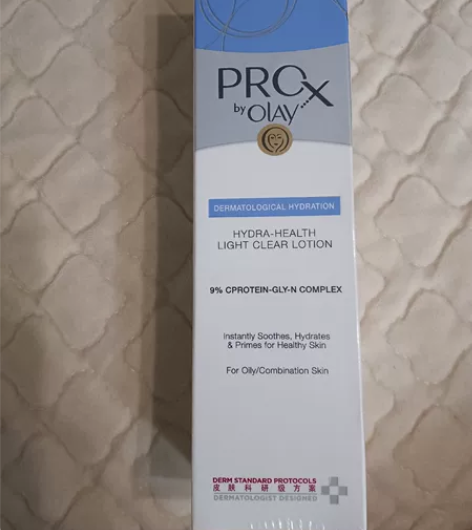 PROX
by OLAY
DERMATOLOGICAL HYDRATION
HYDRA-HEALTH
LIGHT CLEAR LOTION
9% CPROTEIN-GLY-N COMPLEX
Instantly Soothes, Hydrates
& Primes for Healthy Skin
For Oily/Combination Skin
DERM STANDARD PROTOCOLS
皮肤科研级方案
DERMATOLOGIST DESIGNED